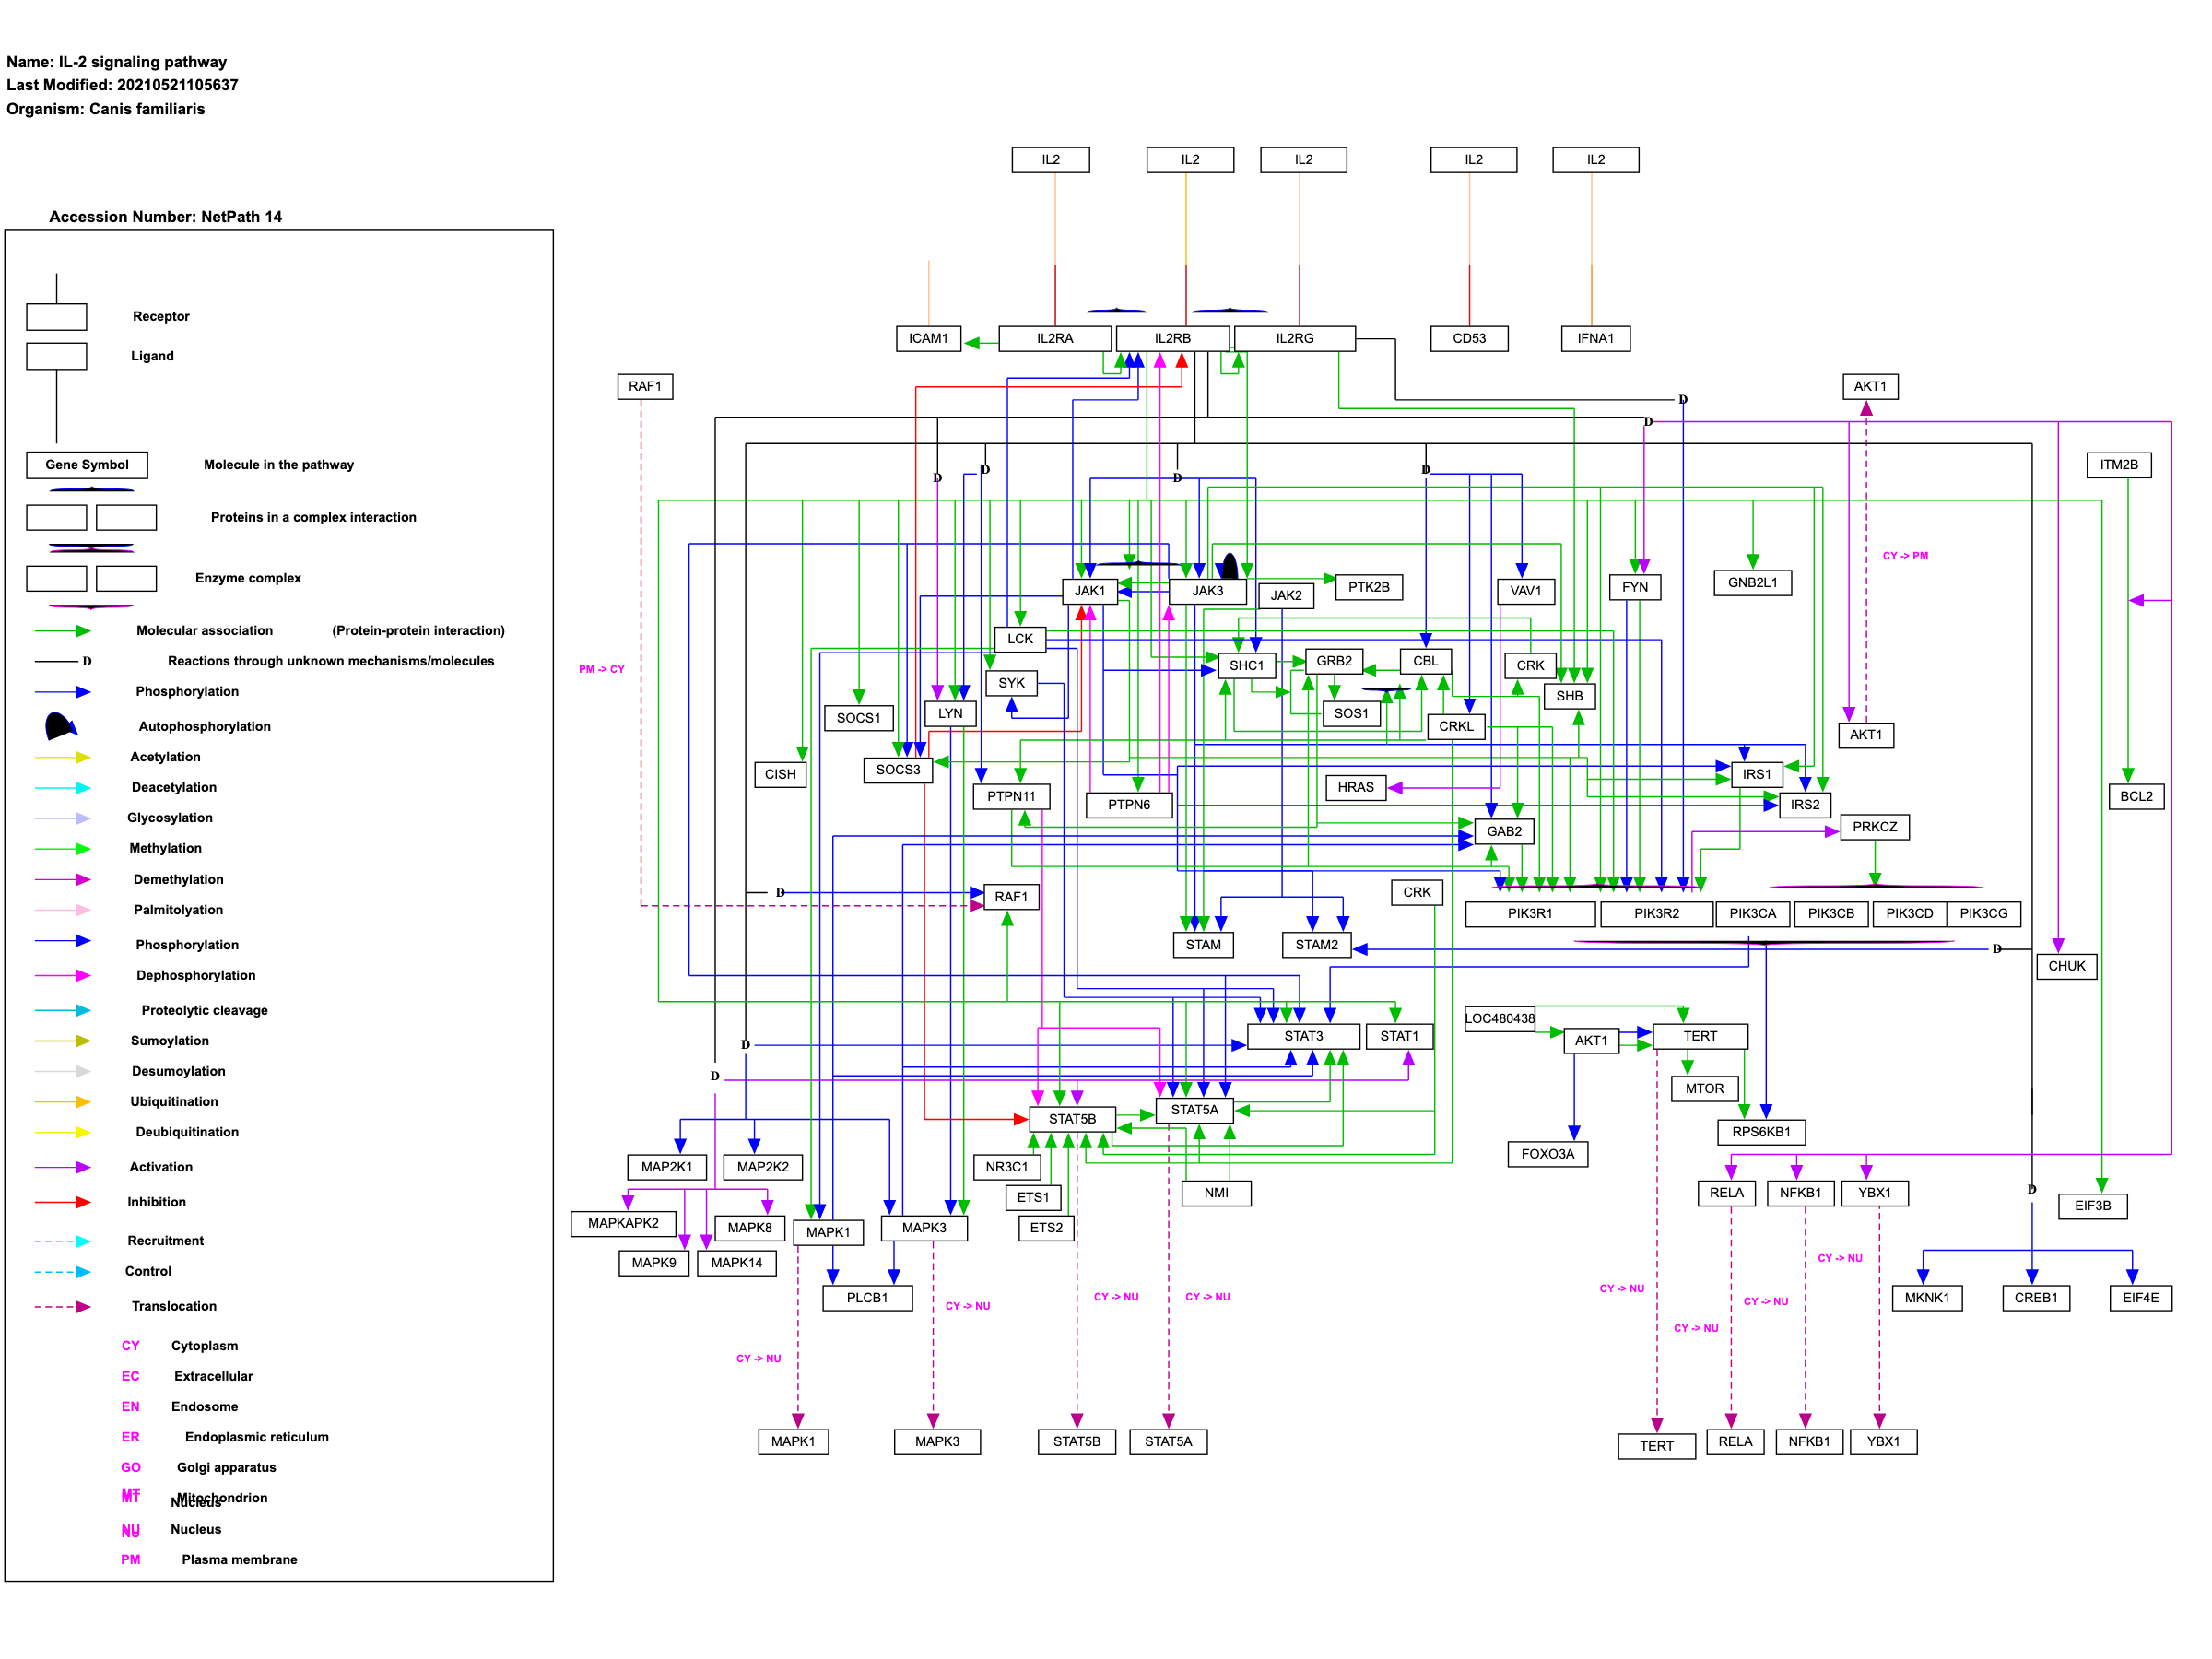 Name: IL-2 signaling pathway
Last Modified: 20210521105637
Organism: Canis familiaris
Accession Number: NetPath 14
Receptor
Ligand
Gene Symbol
Molecule in the pathway
Proteins in a complex interaction
Enzyme complex
Molecular association (Protein-protein interaction)
D Reactions through unknown mechanisms/molecules
Phosphorylation
Autophosphorylation
Acetylation
Deacetylation
Glycosylation
Methylation
Demethylation
Palmitolyation
Phosphorylation
Dephosphorylation
Proteolytic cleavage
Sumoylation
Desumoylation
Ubiquitination
Deubiquitination
Activation
Inhibition
Recruitment
Control
Translocation
CY Cytoplasm
EC Extracellular
EN Endosome
ER Endoplasmic reticulum
GO Golgi apparatus
MT Mitochondrion
MT Nucleus
NU Nucleus
NU
PM Plasma membrane
IL2 IL2 IL2 IL2 IL2
ICAM1 IL2RA IL2RB IL2RG CD53 IFNA1
RAF1 AKT1
D
D
ITM2B
D D D D
CY -> PM
JAK1 JAK3 JAK2 PTK2B VAV1 FYN GNB2L1
LCK
PM -> CY
SHC1 GRB2 CBL CRK
SYK SHB
SOCS1 LYN SOS1 CRKL AKT1
CISH SOCS3 IRS1
PTPN11 PTPN6 HRAS IRS2 BCL2
GAB2 PRKCZ
D RAF1 CRK
PIK3R1 PIK3R2 PIK3CA PIK3CB PIK3CD PIK3CG
STAM STAM2 D
CHUK
LOC480438
D STAT3 STAT1 AKT1 TERT
D MTOR
STAT5B STAT5A
RPS6KB1
MAP2K1 MAP2K2 NR3C1 FOXO3A
ETS1 NMI RELA NFKB1 YBX1 D
EIF3B
MAPKAPK2 MAPK8 MAPK1 MAPK3 ETS2
MAPK9 MAPK14
CY -> NU
PLCB1 CY -> NU CY -> NU CY -> NU CY -> NU MKNK1 CREB1 EIF4E
CY -> NU CY -> NU
CY -> NU
MAPK1 MAPK3 STAT5B STAT5A TERT RELA NFKB1 YBX1